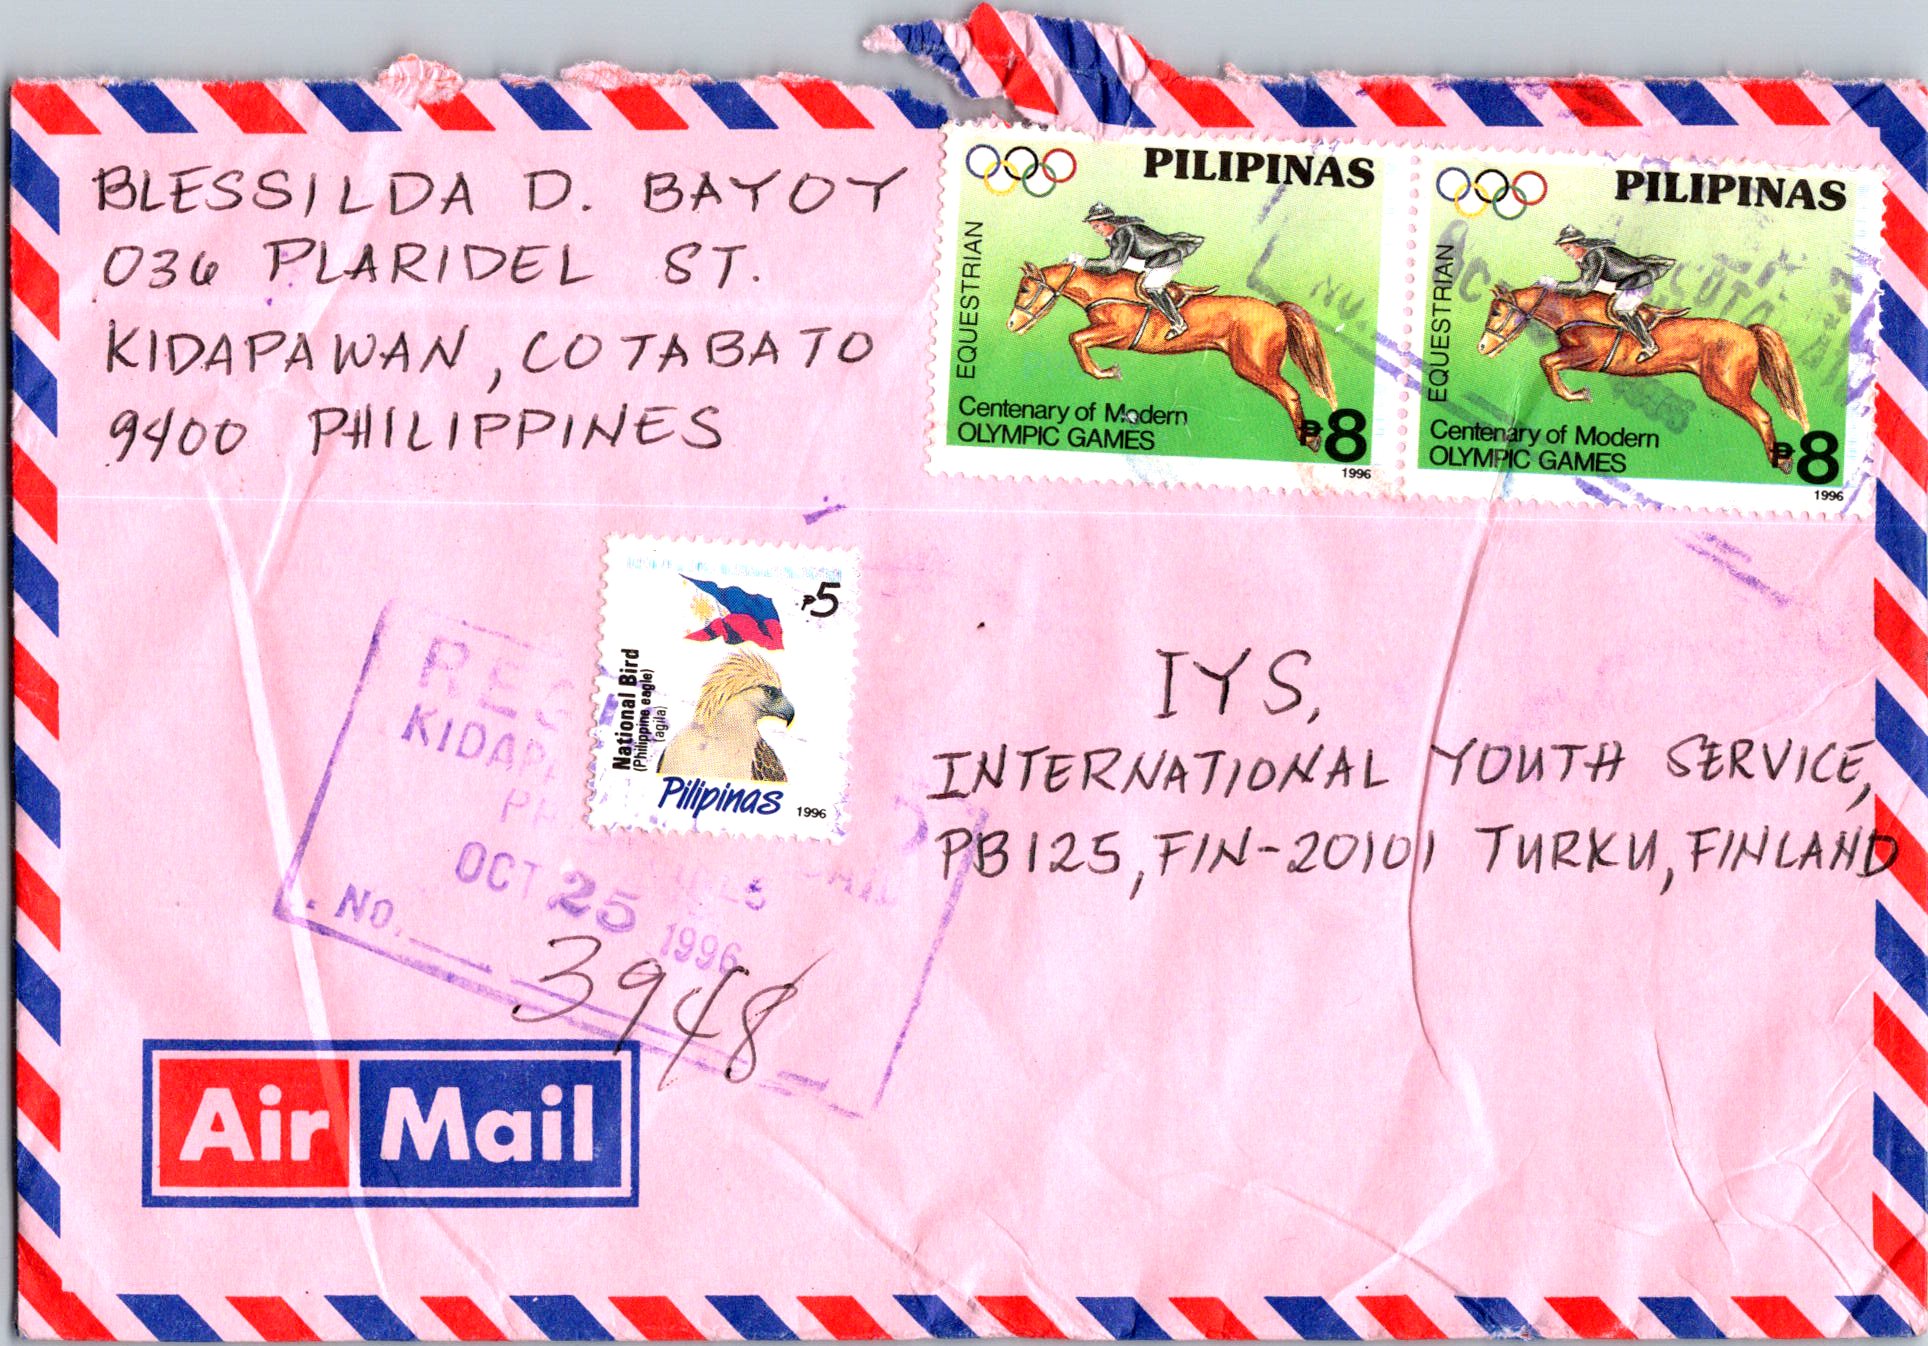 BLESSILDA D. BAYOY
036 PLARIDEL ST.
KIDAPAWAN, COTABATO
9400 PHILIPPINES
PILIPINAS
EQUESTRIAN
Centenary of Modern
OLYMPIC GAMES
₱8
1996
PILIPINAS
EQUESTRIAN
Centenary of Modern
OLYMPIC GAMES
₱8
1996
₱5
National Bird
(Philippine eagle)
(agila)
Pilipinas 1996
OCT 25 1996
No.
3948
IYS,
INTERNATIONAL YOUTH SERVICE,
PB125, FIN-20101 TURKU, FINLAND
Air Mail